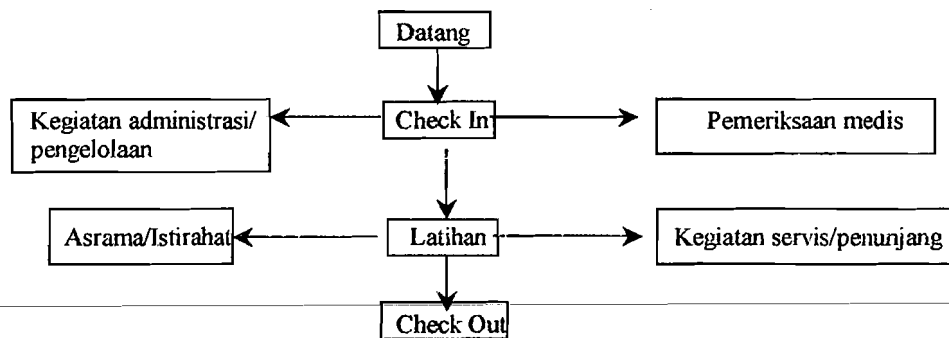 Datang
Kegiatan administrasi/
pengelolaan
Check In
Pemeriksaan medis
Asrama/Istirahat
Latihan
Kegiatan servis/penunjang
Check Out